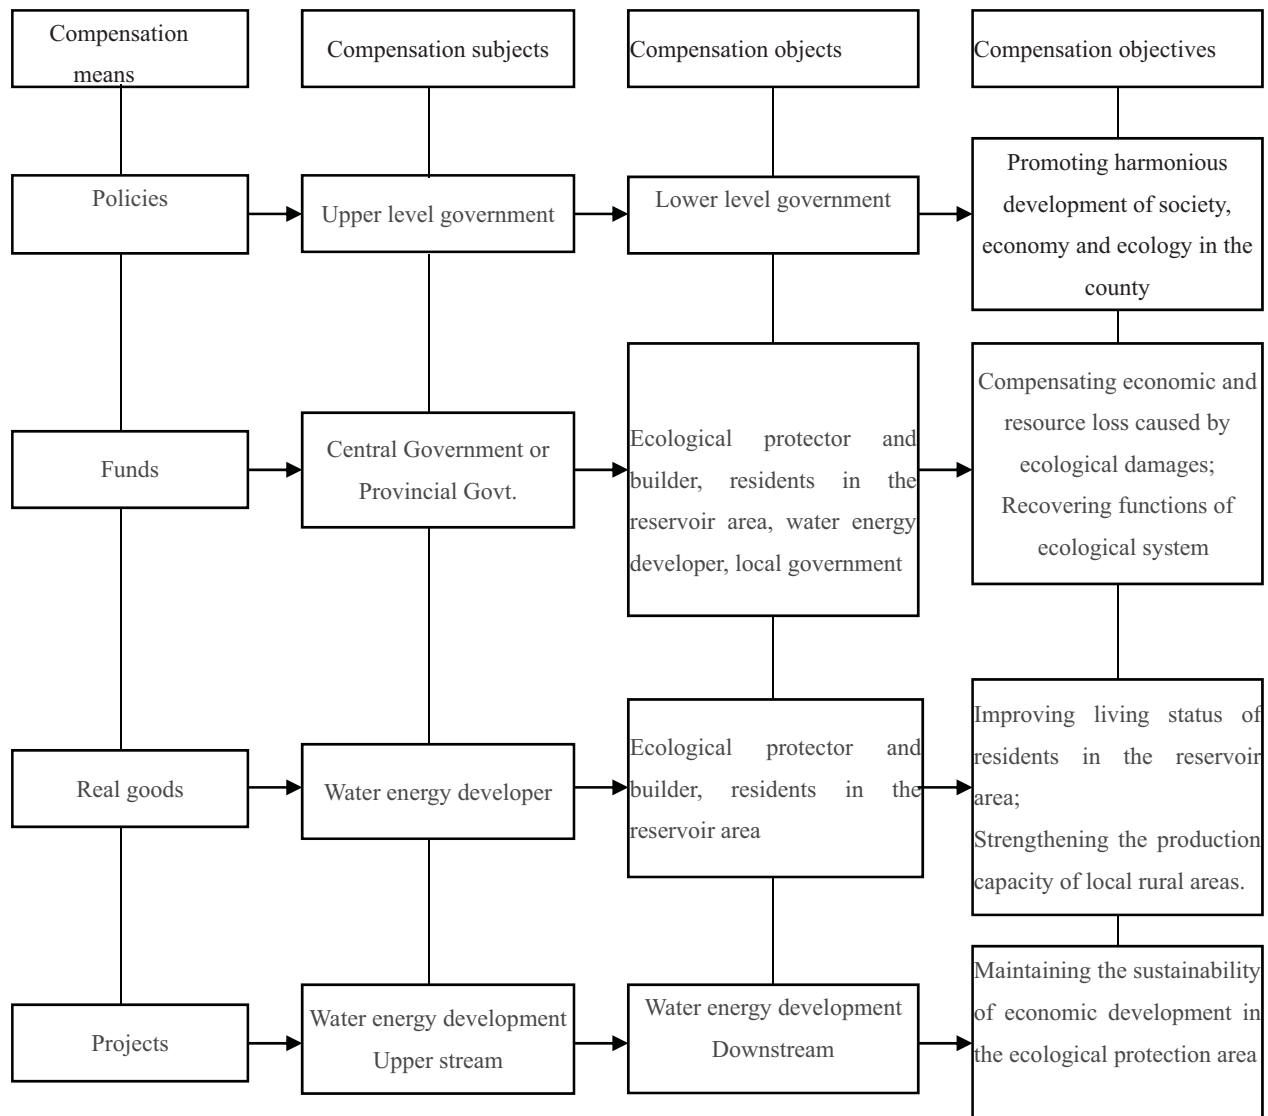 Compensation
means
Compensation subjects
Compensation objects
Compensation objectives
Policies
Upper level government
Lower level government
Promoting harmonious
development of society,
economy and ecology in the
county
Funds
Central Government or
Provincial Govt.
Ecological protector and
builder, residents in the
reservoir area, water energy
developer, local government
Compensating economic and
resource loss caused by
ecological damages;
Recovering functions of
ecological system
Real goods
Water energy developer
Ecological protector and
builder, residents in the
reservoir area
Improving living status of
residents in the reservoir
area;
Strengthening the production
capacity of local rural areas.
Projects
Water energy development
Upper stream
Water energy development
Downstream
Maintaining the sustainability
of economic development in
the ecological protection area